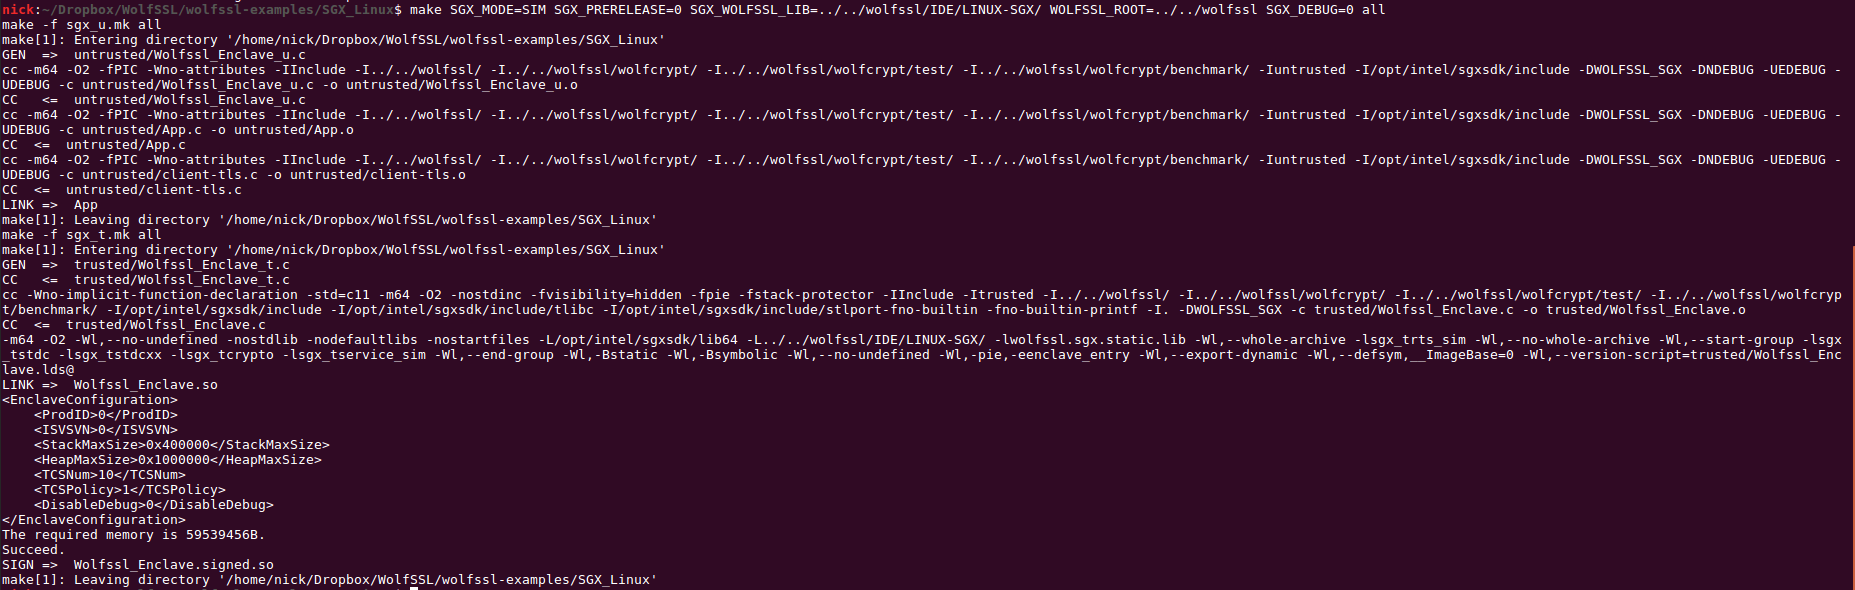 nick:~/Dropbox/WolfSSL/wolfssl-examples/SGX_Linux$ make SGX_MODE=SIM SGX_PRERELEASE=0 SGX_WOLFSSL_LIB=../../wolfssl/IDE/LINUX-SGX/ WOLFSSL_ROOT=../../wolfssl SGX_DEBUG=0 all
make -f sgx_u.mk all
make[1]: Entering directory '/home/nick/Dropbox/WolfSSL/wolfssl-examples/SGX_Linux'
GEN  =>  untrusted/Wolfssl_Enclave_u.c
cc -m64 -O2 -fPIC -Wno-attributes -IInclude -I../../wolfssl/ -I../../wolfssl/wolfcrypt/ -I../../wolfssl/wolfcrypt/test/ -I../../wolfssl/wolfcrypt/benchmark/ -Iuntrusted -I/opt/intel/sgxsdk/include -DWOLFSSL_SGX -DNDEBUG -UEDEBUG -
UDEBUG -c untrusted/Wolfssl_Enclave_u.c -o untrusted/Wolfssl_Enclave_u.o
CC   <=  untrusted/Wolfssl_Enclave_u.c
cc -m64 -O2 -fPIC -Wno-attributes -IInclude -I../../wolfssl/ -I../../wolfssl/wolfcrypt/ -I../../wolfssl/wolfcrypt/test/ -I../../wolfssl/wolfcrypt/benchmark/ -Iuntrusted -I/opt/intel/sgxsdk/include -DWOLFSSL_SGX -DNDEBUG -UEDEBUG -
UDEBUG -c untrusted/App.c -o untrusted/App.o
CC  <=  untrusted/App.c
cc -m64 -O2 -fPIC -Wno-attributes -IInclude -I../../wolfssl/ -I../../wolfssl/wolfcrypt/ -I../../wolfssl/wolfcrypt/test/ -I../../wolfssl/wolfcrypt/benchmark/ -Iuntrusted -I/opt/intel/sgxsdk/include -DWOLFSSL_SGX -DNDEBUG -UEDEBUG -
UDEBUG -c untrusted/client-tls.c -o untrusted/client-tls.o
CC  <=  untrusted/client-tls.c
LINK =>  App
make[1]: Leaving directory '/home/nick/Dropbox/WolfSSL/wolfssl-examples/SGX_Linux'
make -f sgx_t.mk all
make[1]: Entering directory '/home/nick/Dropbox/WolfSSL/wolfssl-examples/SGX_Linux'
GEN  =>  trusted/Wolfssl_Enclave_t.c
CC   <=  trusted/Wolfssl_Enclave_t.c
cc -Wno-implicit-function-declaration -std=c11 -m64 -O2 -nostdinc -fvisibility=hidden -fpie -fstack-protector -IInclude -Itrusted -I../../wolfssl/ -I../../wolfssl/wolfcrypt/ -I../../wolfssl/wolfcrypt/test/ -I../../wolfssl/wolfcryp
t/benchmark/ -I/opt/intel/sgxsdk/include -I/opt/intel/sgxsdk/include/tlibc -I/opt/intel/sgxsdk/include/stlport-fno-builtin -fno-builtin-printf -I. -DWOLFSSL_SGX -c trusted/Wolfssl_Enclave.c -o trusted/Wolfssl_Enclave.o
CC  <=  trusted/Wolfssl_Enclave.c
-m64 -O2 -Wl,--no-undefined -nostdlib -nodefaultlibs -nostartfiles -L/opt/intel/sgxsdk/lib64 -L../../wolfssl/IDE/LINUX-SGX/ -lwolfssl.sgx.static.lib -Wl,--whole-archive -lsgx_trts_sim -Wl,--no-whole-archive -Wl,--start-group -lsgx
_tstdc -lsgx_tstdcxx -lsgx_tcrypto -lsgx_tservice_sim -Wl,--end-group -Wl,-Bstatic -Wl,-Bsymbolic -Wl,--no-undefined -Wl,-pie,-eenclave_entry -Wl,--export-dynamic -Wl,--defsym,__ImageBase=0 -Wl,--version-script=trusted/Wolfssl_Enc
lave.lds@
LINK =>  Wolfssl_Enclave.so
<EnclaveConfiguration>
    <ProdID>0</ProdID>
    <ISVSVN>0</ISVSVN>
    <StackMaxSize>0x400000</StackMaxSize>
    <HeapMaxSize>0x1000000</HeapMaxSize>
    <TCSNum>10</TCSNum>
    <TCSPolicy>1</TCSPolicy>
    <DisableDebug>0</DisableDebug>
</EnclaveConfiguration>
The required memory is 59539456B.
Succeed.
SIGN =>  Wolfssl_Enclave.signed.so
make[1]: Leaving directory '/home/nick/Dropbox/WolfSSL/wolfssl-examples/SGX_Linux'